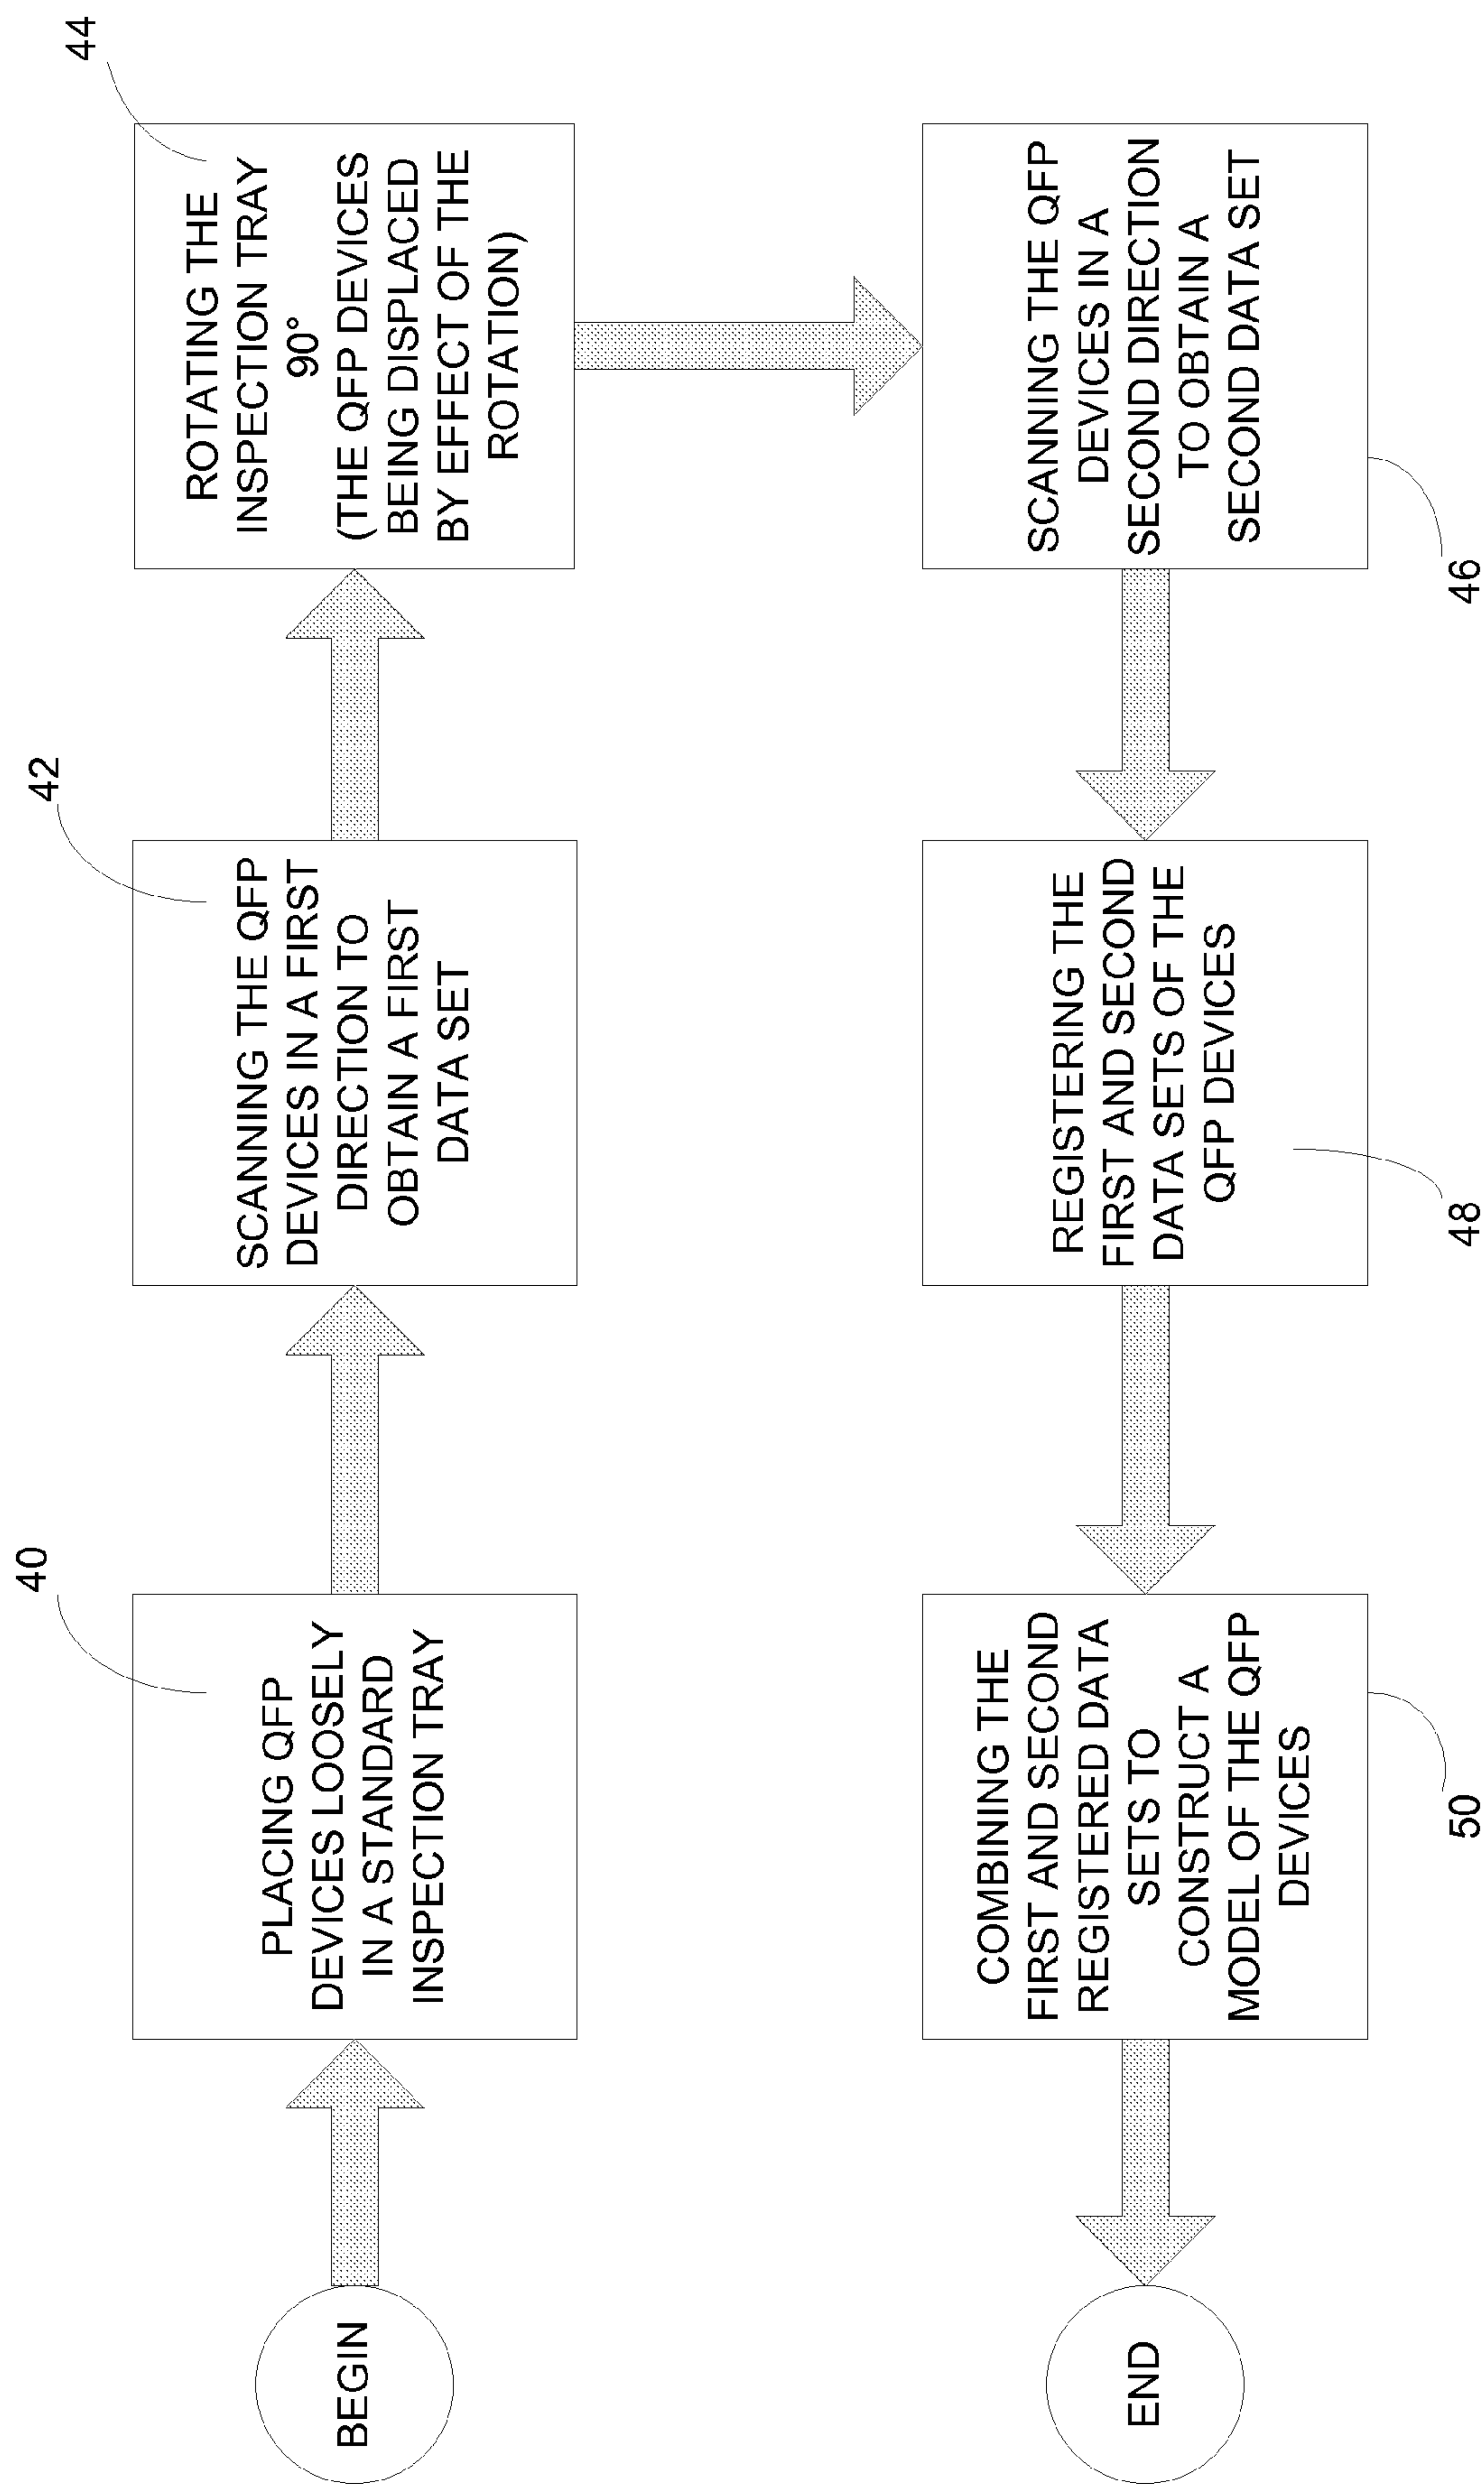 BEGIN
40
PLACING QFP
DEVICES LOOSELY
IN A STANDARD
INSPECTION TRAY
42
SCANNING THE QFP
DEVICES IN A FIRST
DIRECTION TO
OBTAIN A FIRST
DATA SET
44
ROTATING THE
INSPECTION TRAY
90°
(THE QFP DEVICES
BEING DISPLACED
BY EFFECT OF THE
ROTATION)
SCANNING THE QFP
DEVICES IN A
SECOND DIRECTION
TO OBTAIN A
SECOND DATA SET
46
REGISTERING THE
FIRST AND SECOND
DATA SETS OF THE
QFP DEVICES
48
COMBINING THE
FIRST AND SECOND
REGISTERED DATA
SETS TO
CONSTRUCT A
MODEL OF THE QFP
DEVICES
50
END